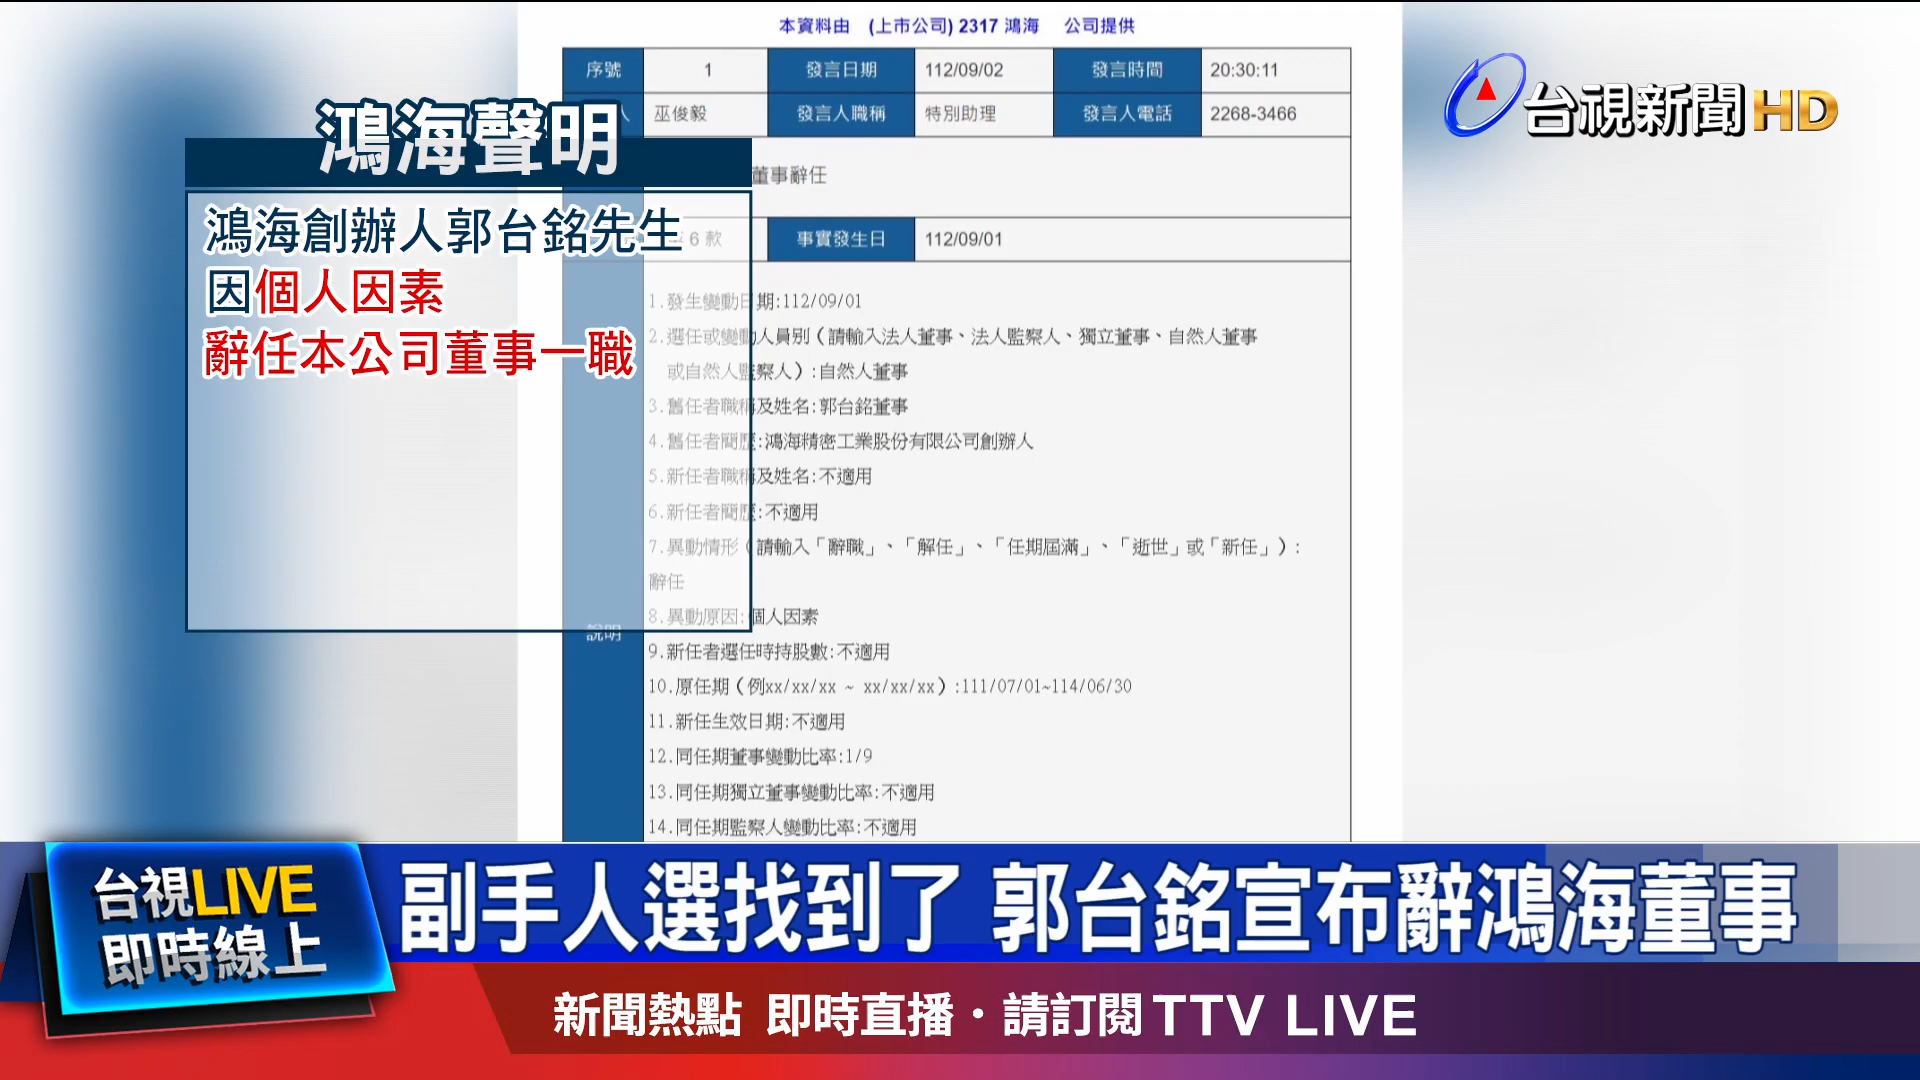 本資料由 (上市公司) 2317 鴻海 公司提供
序號 1 發言日期 112/09/02 發言時間 20:30:11
人 巫俊毅 發言人職稱 特別助理 發言人電話 2268-3466
董事辭任
6 款 事實發生日 112/09/01
台視新聞HD
鴻海聲明
鴻海創辦人郭台銘先生
因個人因素
辭任本公司董事一職
說明
1.發生變動日期:112/09/01
2.選任或變動人員別（請輸入法人董事、法人監察人、獨立董事、自然人董事
或自然人監察人）:自然人董事
3.舊任者職稱及姓名:郭台銘董事
4.舊任者簡歷:鴻海精密工業股份有限公司創辦人
5.新任者職稱及姓名:不適用
6.新任者簡歷:不適用
7.異動情形（請輸入「辭職」、「解任」、「任期屆滿」、「逝世」或「新任」）:
辭任
8.異動原因:個人因素
9.新任者選任時持股數:不適用
10.原任期（例xx/xx/xx ~ xx/xx/xx）:111/07/01~114/06/30
11.新任生效日期:不適用
12.同任期董事變動比率:1/9
13.同任期獨立董事變動比率:不適用
14.同任期監察人變動比率:不適用
台視LIVE
即時線上
副手人選找到了 郭台銘宣布辭鴻海董事
新聞熱點 即時直播・請訂閱TTV LIVE